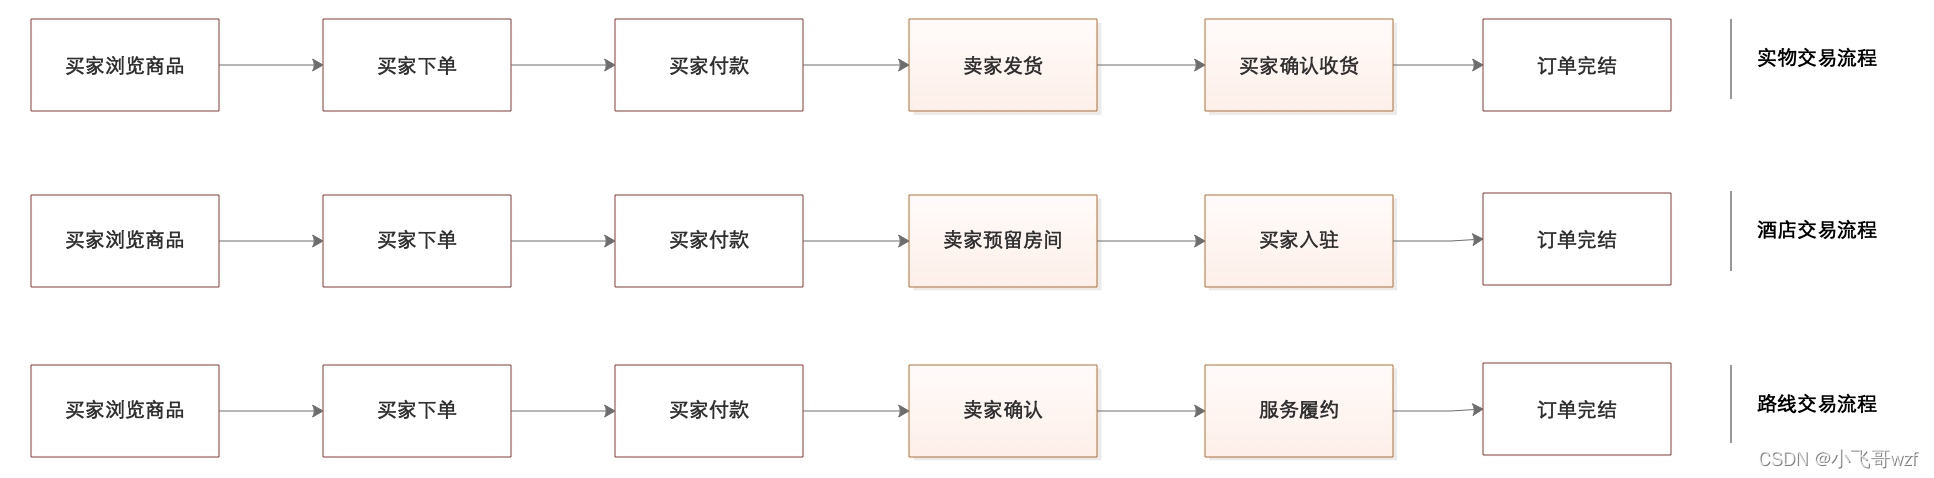 买家浏览商品 买家下单 买家付款 卖家发货 买家确认收货 订单完结 实物交易流程
买家浏览商品 买家下单 买家付款 卖家预留房间 买家入驻 订单完结 酒店交易流程
买家浏览商品 买家下单 买家付款 卖家确认 服务履约 订单完结 路线交易流程
CSDN @小飞哥wzf